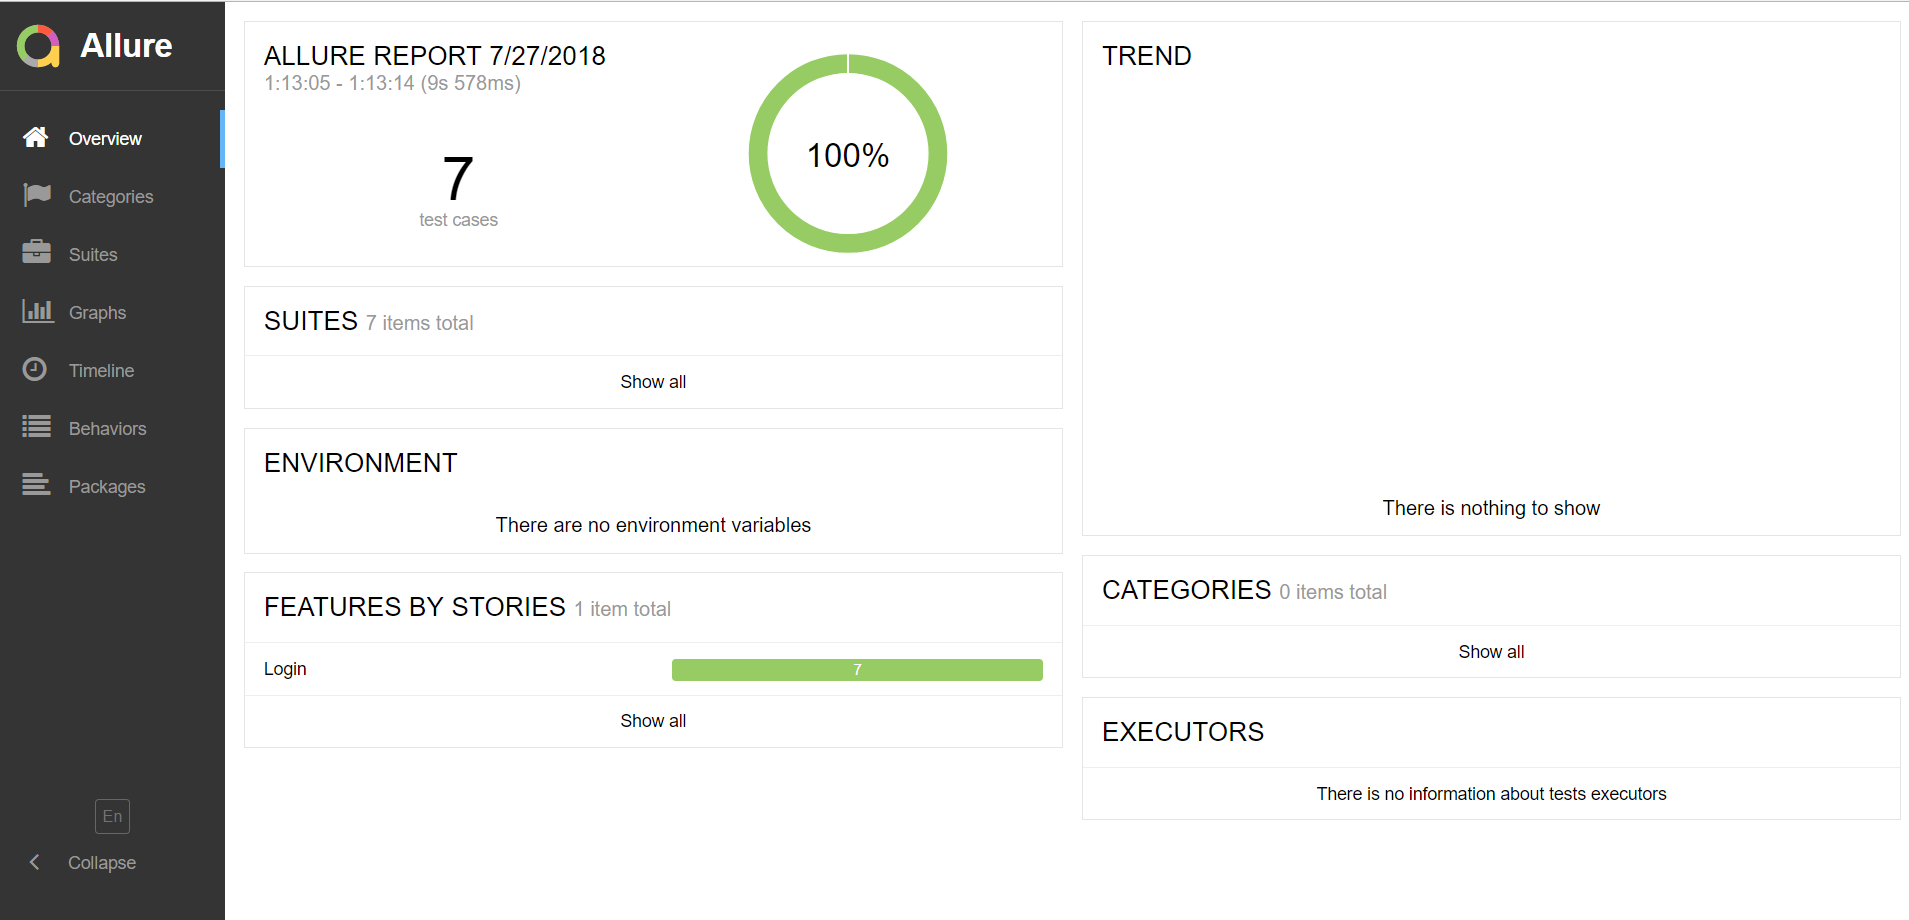 Allure
Overview
Categories
Suites
Graphs
Timeline
Behaviors
Packages
En
Collapse
ALLURE REPORT 7/27/2018
1:13:05 - 1:13:14 (9s 578ms)
7
test cases
100%
SUITES 7 items total
Show all
ENVIRONMENT
There are no environment variables
FEATURES BY STORIES 1 item total
Login 7
Show all
TREND
There is nothing to show
CATEGORIES 0 items total
Show all
EXECUTORS
There is no information about tests executors